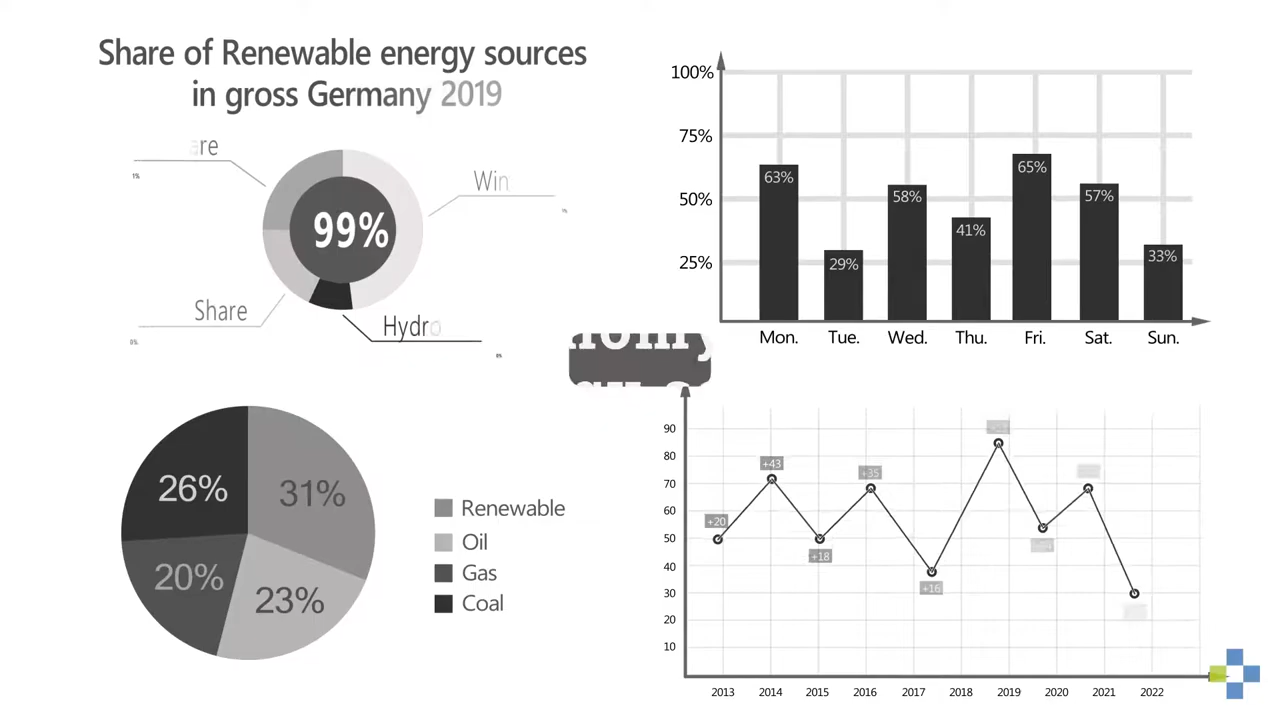 Share of Renewable energy sources
in gross Germany 2019
Win
1%
99%
Share
Hydro
100%
75%
50%
25%
63%
29%
58%
41%
65%
57%
33%
Mon. Tue. Wed. Thu. Fri. Sat. Sun.
26%
31%
20%
23%
Renewable
Oil
Gas
Coal
90
80
70
60
50
40
30
20
10
+20
+43
+18
+35
+16
2013 2014 2015 2016 2017 2018 2019 2020 2021 2022